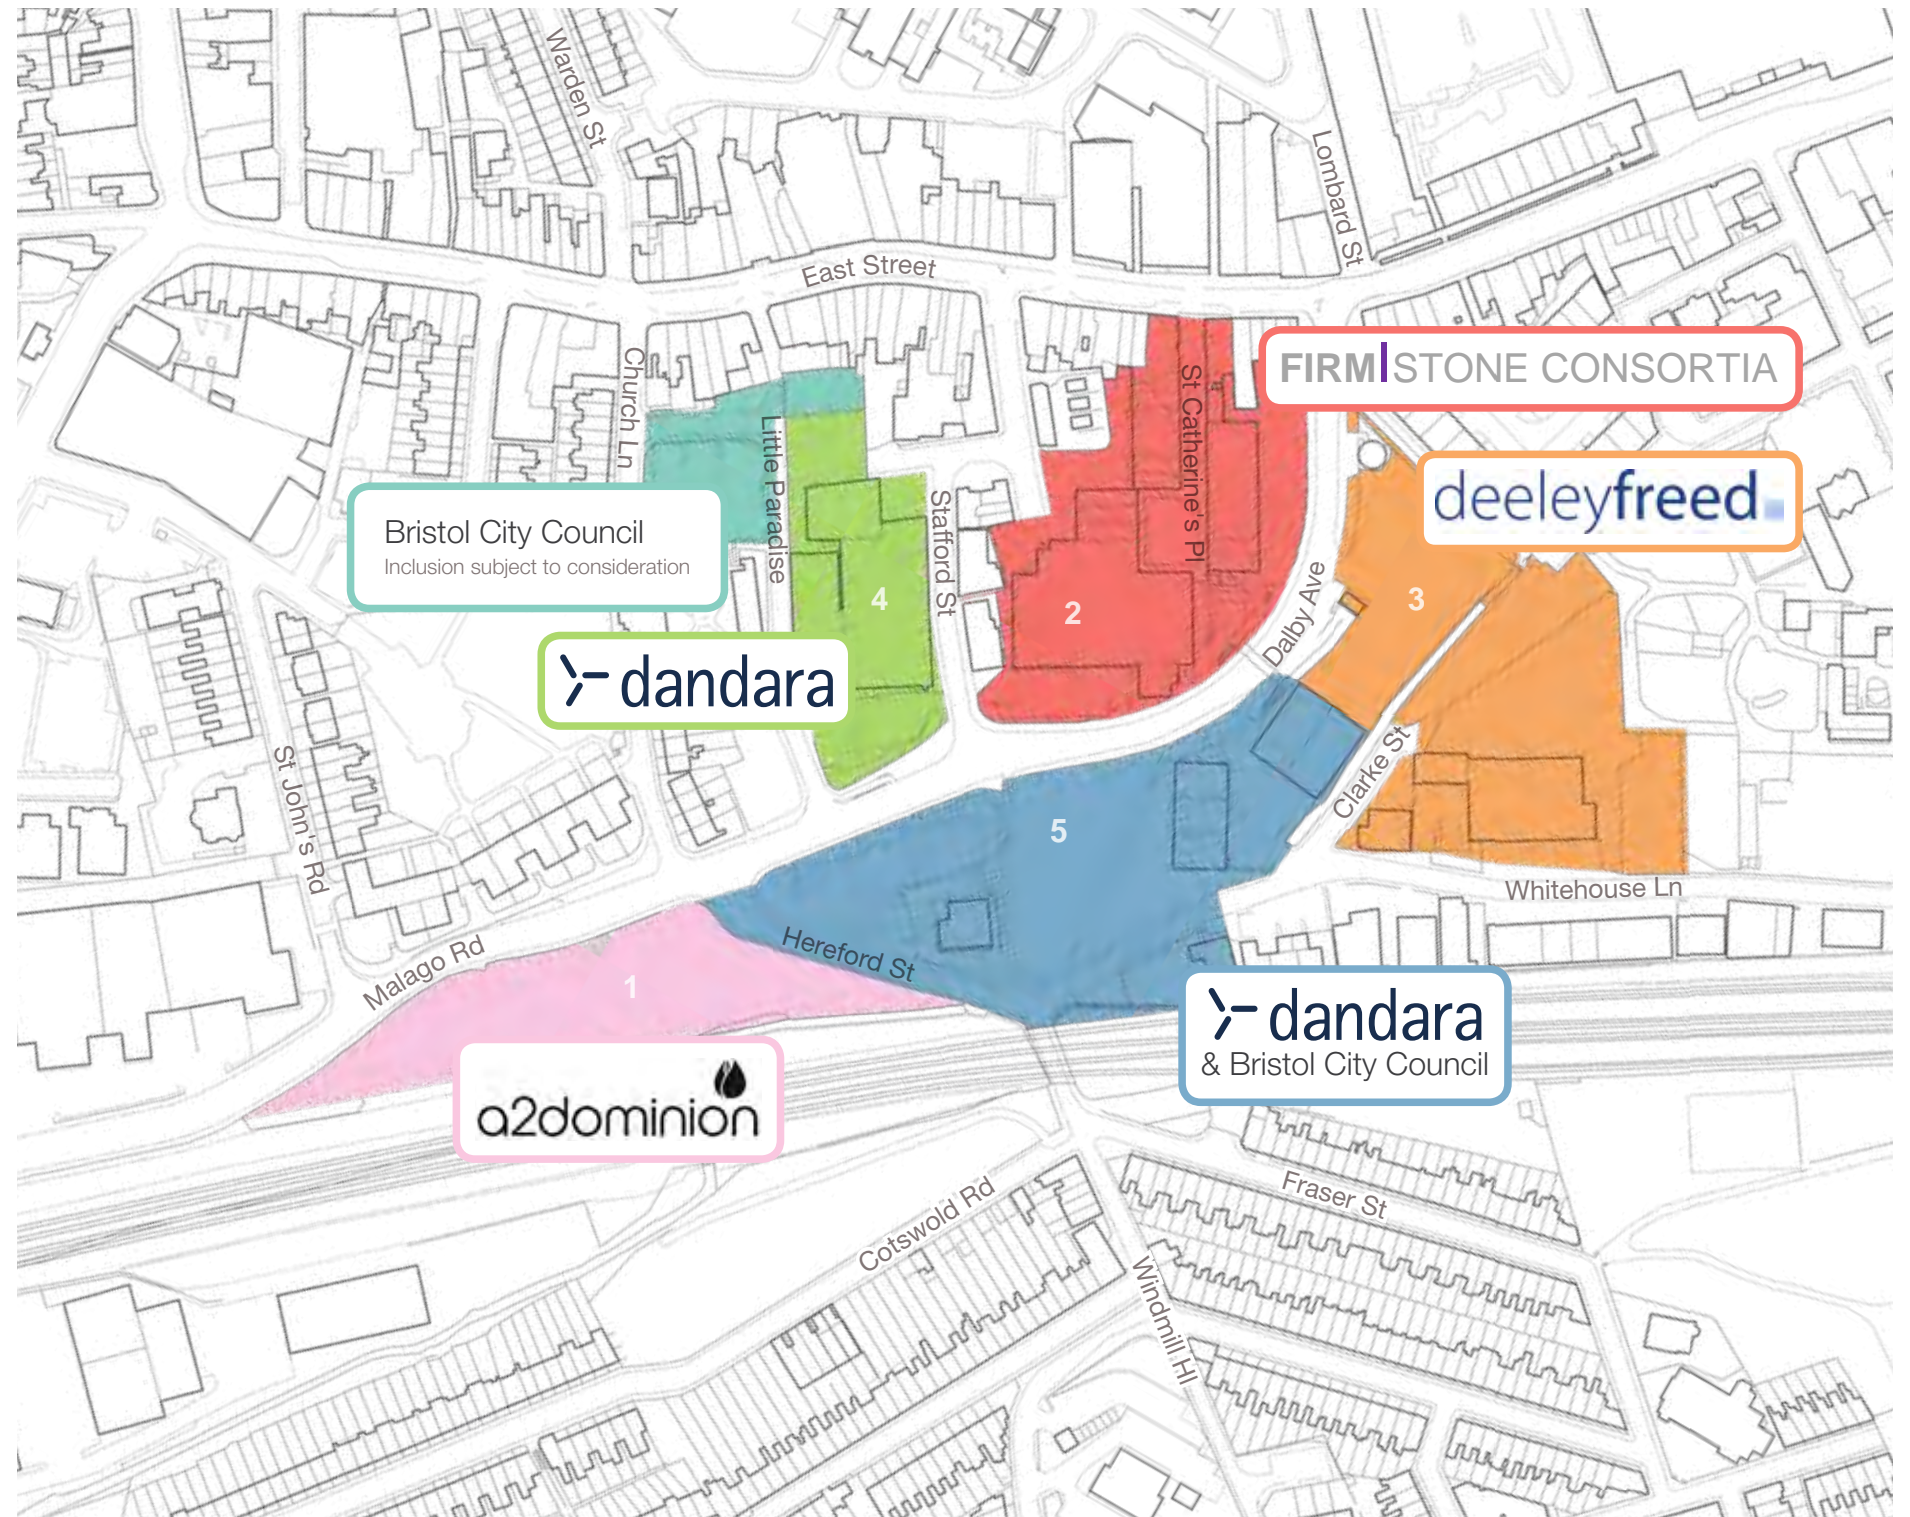 Warden St
Lombard St
East Street
Church Ln
St Catherine's Pl
FIRM|STONE CONSORTIA
Little Paradise
deeleyfreed
Stafford St
Bristol City Council
Inclusion subject to consideration
4
2
3
Dalby Ave
dandara
St John's Rd
Clarke St
5
Whitehouse Ln
Malago Rd
Hereford St
1
dandara
& Bristol City Council
a2dominion
Cotswold Rd
Fraser St
Windmill Hl